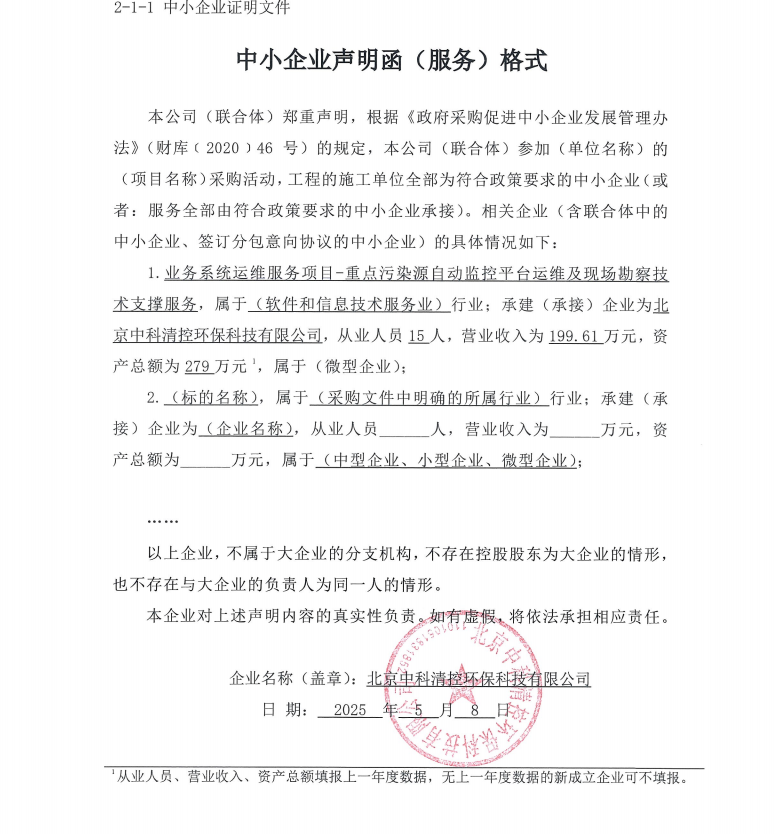 2-1-1 中小企业证明文件
中小企业声明函（服务）格式
本公司（联合体）郑重声明，根据《政府采购促进中小企业发展管理办
法》（财库﹝2020﹞46 号）的规定，本公司（联合体）参加（单位名称）的
（项目名称）采购活动，工程的施工单位全部为符合政策要求的中小企业（或
者：服务全部由符合政策要求的中小企业承接）。相关企业（含联合体中的
中小企业、签订分包意向协议的中小企业）的具体情况如下：
1.业务系统运维服务项目-重点污染源自动监控平台运维及现场勘察技
术支撑服务，属于（软件和信息技术服务业）行业；承建（承接）企业为北
京中科清控环保科技有限公司，从业人员 15 人，营业收入为 199.61 万元，资
产总额为 279 万元¹，属于（微型企业）；
2.（标的名称），属于（采购文件中明确的所属行业）行业；承建（承
接）企业为（企业名称），从业人员______人，营业收入为______万元，资
产总额为______万元，属于（中型企业、小型企业、微型企业）；
……
以上企业，不属于大企业的分支机构，不存在控股股东为大企业的情形，
也不存在与大企业的负责人为同一人的情形。
本企业对上述声明内容的真实性负责。如有虚假，将依法承担相应责任。
企业名称（盖章）：北京中科清控环保科技有限公司
日 期： 2025 年 5 月 8 日
北京中科清控环保科技有限公司
¹从业人员、营业收入、资产总额填报上一年度数据，无上一年度数据的新成立企业可不填报。